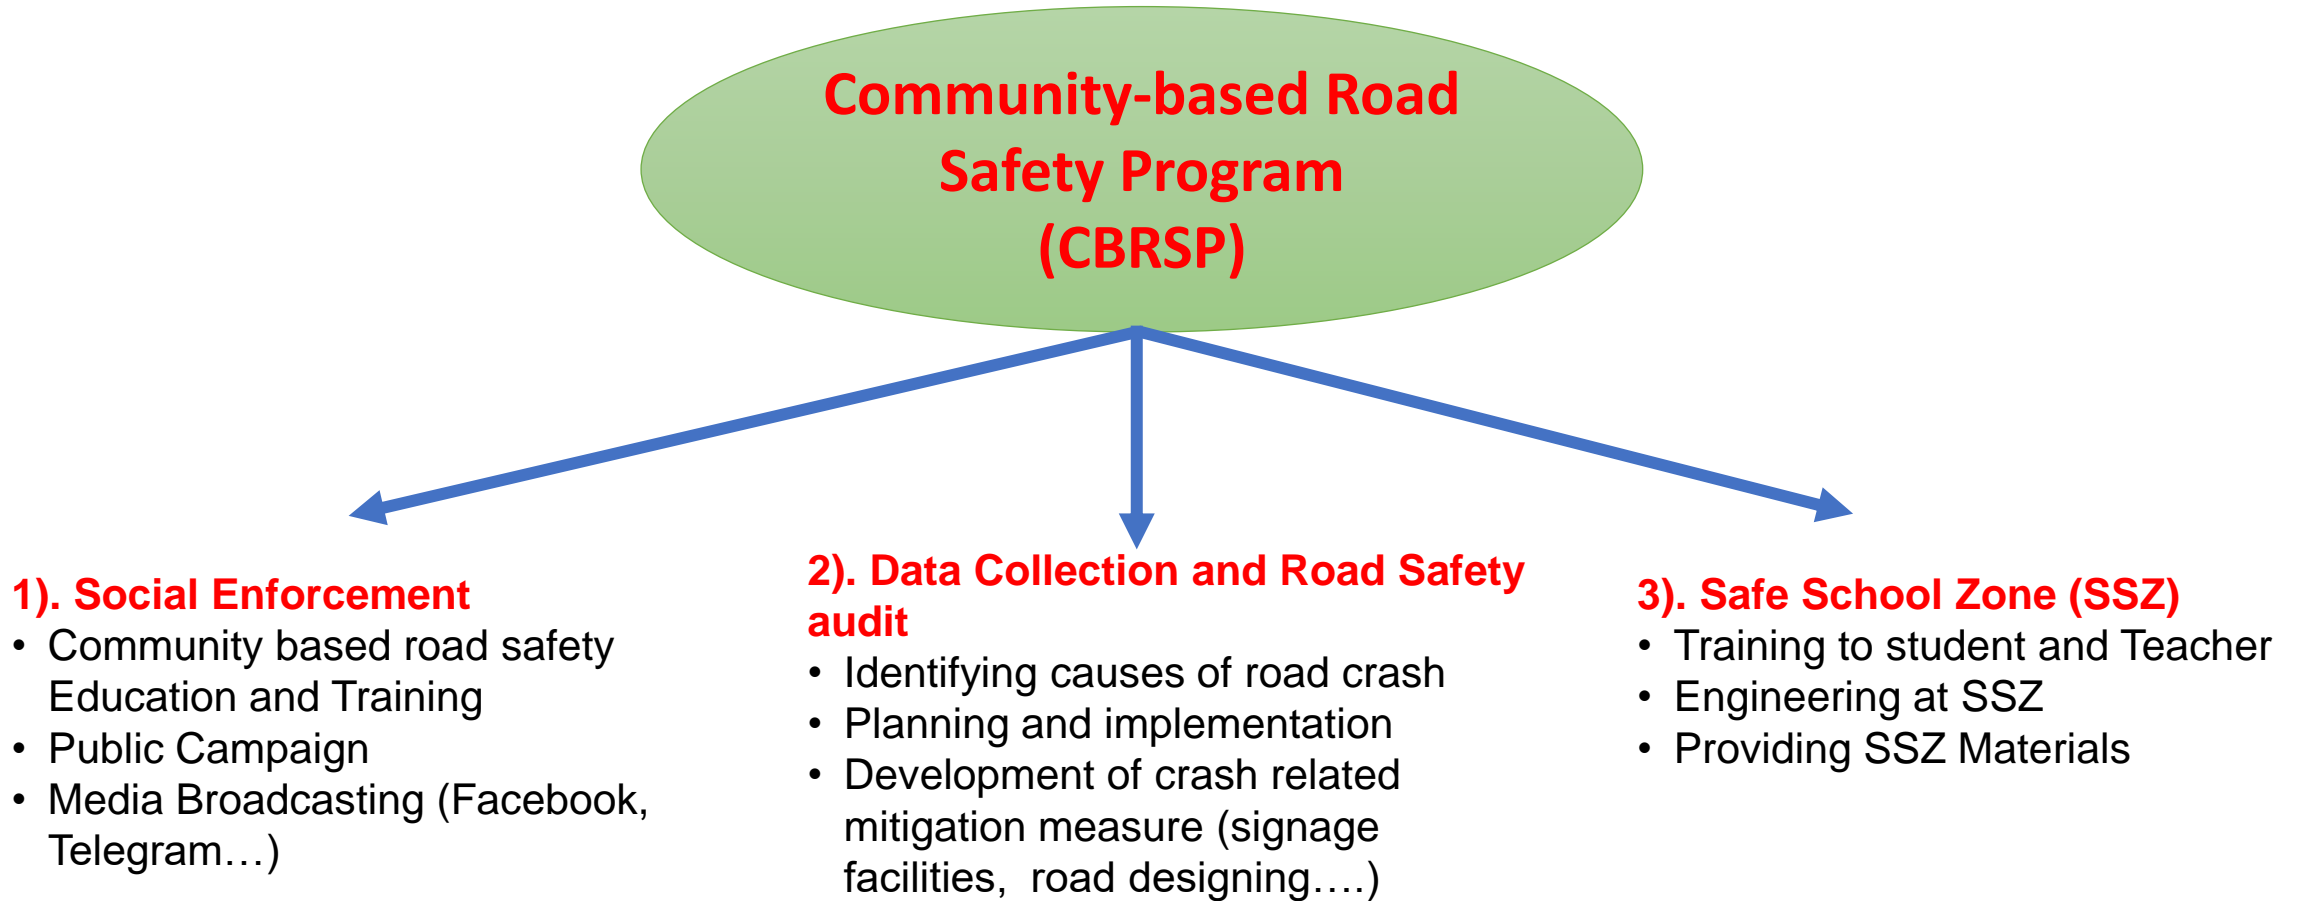 Community-based Road
Safety Program
(CBRSP)
1). Social Enforcement
• Community based road safety
Education and Training
• Public Campaign
• Media Broadcasting (Facebook,
Telegram…)
2). Data Collection and Road Safety
audit
• Identifying causes of road crash
• Planning and implementation
• Development of crash related
mitigation measure (signage
facilities,  road designing….)
3). Safe School Zone (SSZ)
• Training to student and Teacher
• Engineering at SSZ
• Providing SSZ Materials